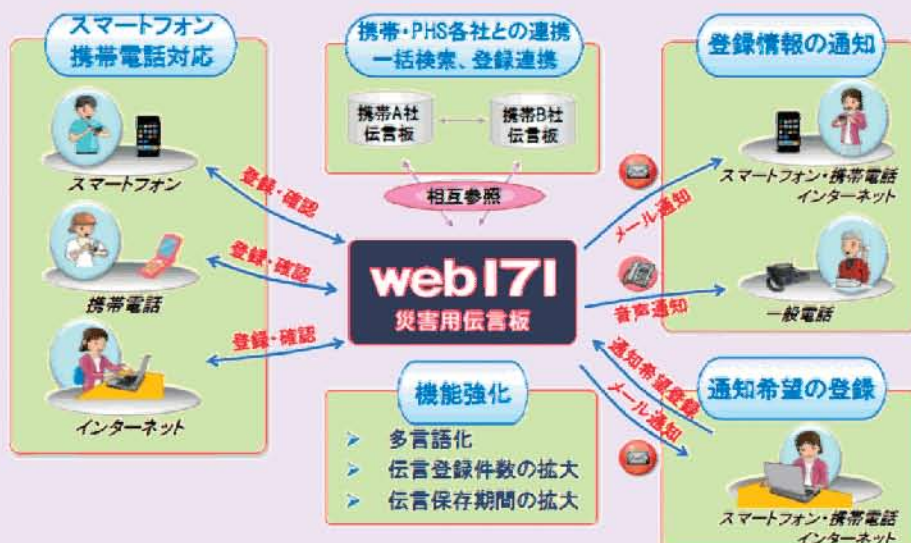 スマートフォン
携帯電話対応
スマートフォン
登録・確認
携帯電話
登録・確認
インターネット
登録・確認
携帯・PHS各社との連携
一括検索、登録連携
携帯A社
伝言板
携帯B社
伝言板
相互参照
web171
災害用伝言板
機能強化
➢ 多言語化
➢ 伝言登録件数の拡大
➢ 伝言保存期間の拡大
登録情報の通知
メール通知
スマートフォン・携帯電話
インターネット
音声通知
一般電話
通知希望の登録
通知希望登録
メール通知
スマートフォン・携帯電話
インターネット